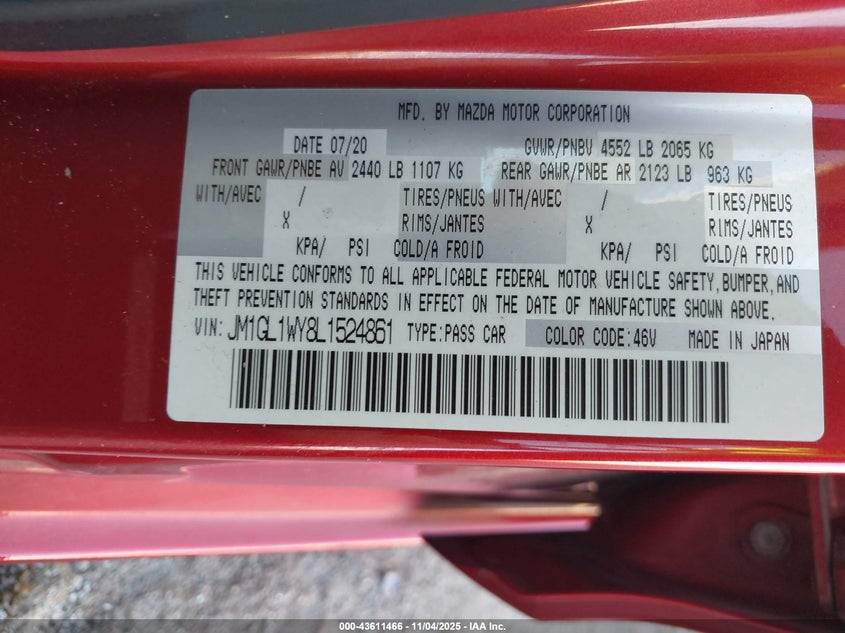 MFD. BY MAZDA MOTOR CORPORATION
DATE 07/20 GVWR/PNBV 4552 LB 2065 KG
FRONT GAWR/PNBE AV 2440 LB 1107 KG REAR GAWR/PNBE AR 2123 LB 963 KG
WITH/AVEC / TIRES/PNEUS WITH/AVEC / TIRES/PNEUS
X RIMS/JANTES X RIMS/JANTES
KPA/ PSI COLD/A FROID KPA/ PSI COLD/A FROID
THIS VEHICLE CONFORMS TO ALL APPLICABLE FEDERAL MOTOR VEHICLE SAFETY,BUMPER,AND
THEFT PREVENTION STANDARDS IN EFFECT ON THE DATE OF MANUFACTURE SHOWN ABOVE.
VIN: JM1GL1WY8L1524861 TYPE:PASS CAR COLOR CODE:46V MADE IN JAPAN
000-43611466 - 11/04/2025 - IAA Inc.